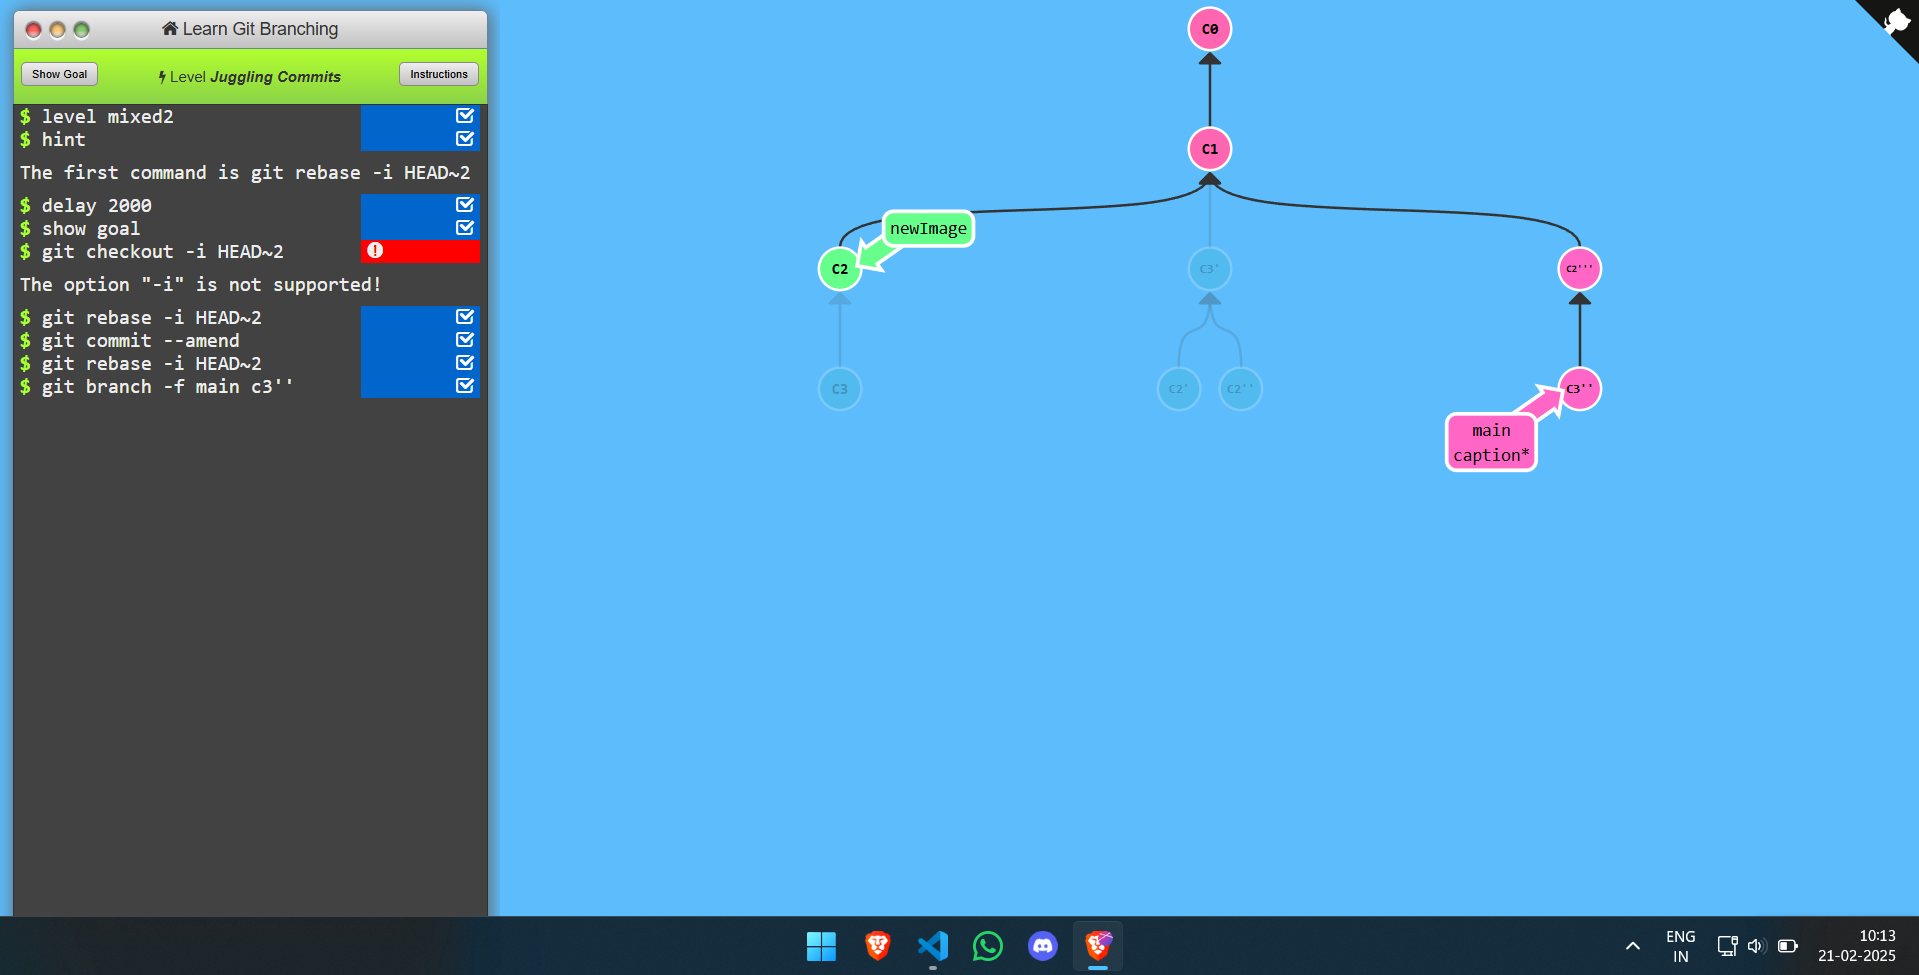 Learn Git Branching
Show Goal
Level Juggling Commits
Instructions
$ level mixed2
$ hint
The first command is git rebase -i HEAD~2
$ delay 2000
$ show goal
$ git checkout -i HEAD~2
The option "-i" is not supported!
$ git rebase -i HEAD~2
$ git commit --amend
$ git rebase -i HEAD~2
$ git branch -f main c3''
C0
C1
newImage
C2
C3'
C2'''
C3
C2'
C2''
C3''
main
caption*
ENG
IN
10:13
21-02-2025